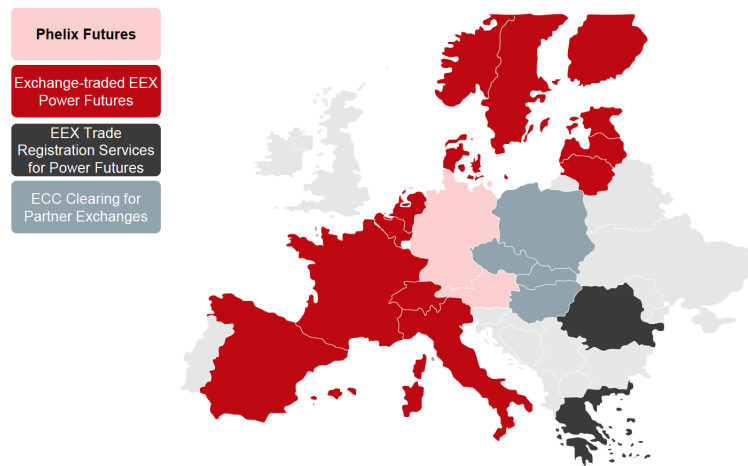 Phelix Futures
Exchange-traded EEX
Power Futures
EEX Trade
Registration Services
for Power Futures
ECC Clearing for
Partner Exchanges